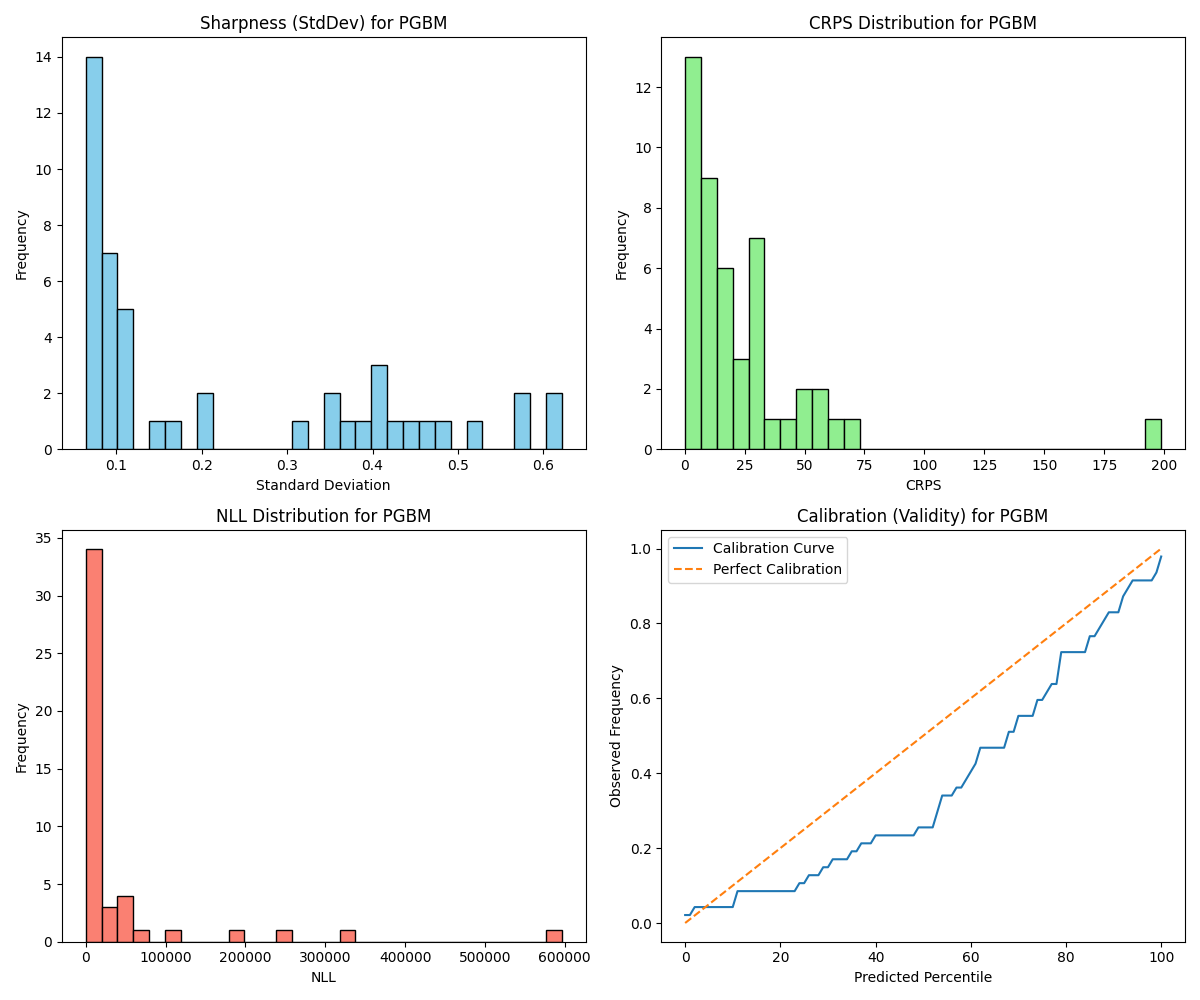 Sharpness (StdDev) for PGBM
Frequency
14
12
10
8
6
4
2
0
0.1 0.2 0.3 0.4 0.5 0.6
Standard Deviation
CRPS Distribution for PGBM
Frequency
12
10
8
6
4
2
0
0 25 50 75 100 125 150 175 200
CRPS
NLL Distribution for PGBM
Frequency
35
30
25
20
15
10
5
0
0 100000 200000 300000 400000 500000 600000
NLL
Calibration (Validity) for PGBM
Calibration Curve
Perfect Calibration
Observed Frequency
1.0
0.8
0.6
0.4
0.2
0.0
0 20 40 60 80 100
Predicted Percentile